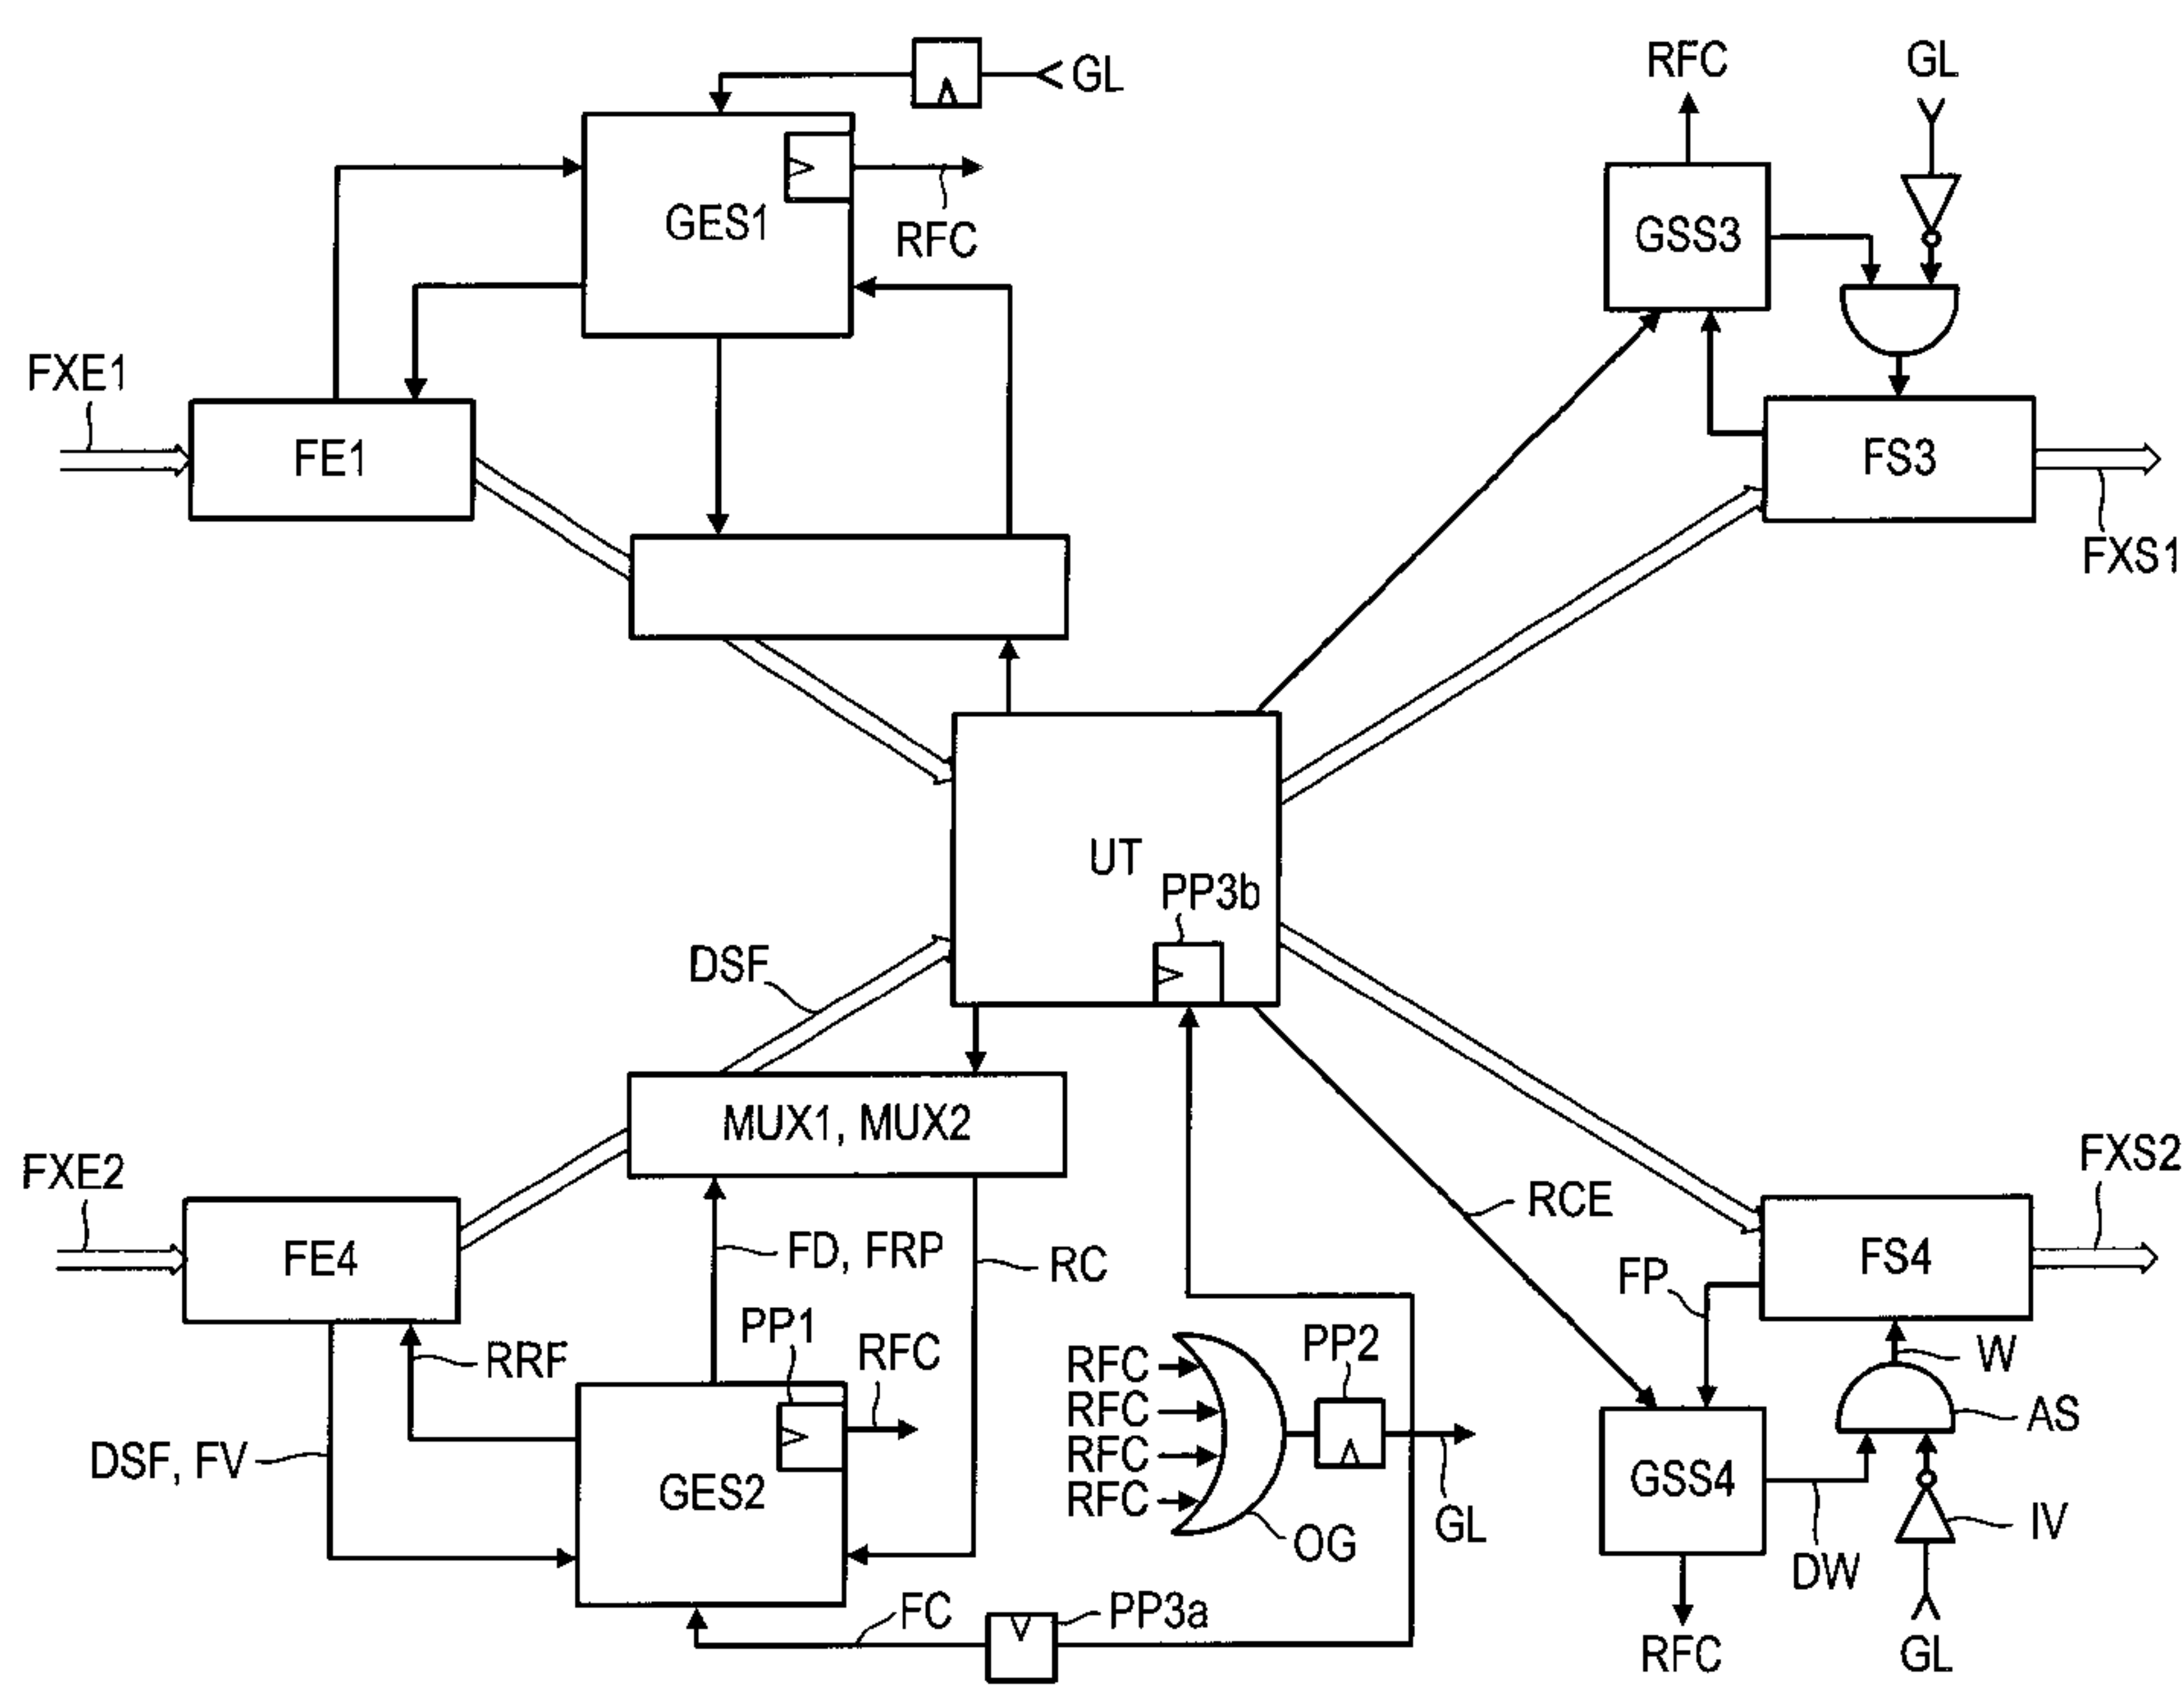 RFC
GL
GL
GES1
RFC
GSS3
FXE1
FE1
FS3
FXS1
UT
PP3b
DSF
MUX1, MUX2
FXE2
FXS2
RCE
FE4
FD, FRP
RC
FP
FS4
PP1
RFC
PP2
RRF
RFC
W
RFC
AS
DSF, FV
RFC
GES2
RFC
GSS4
OG
GL
IV
DW
FC
PP3a
RFC
GL